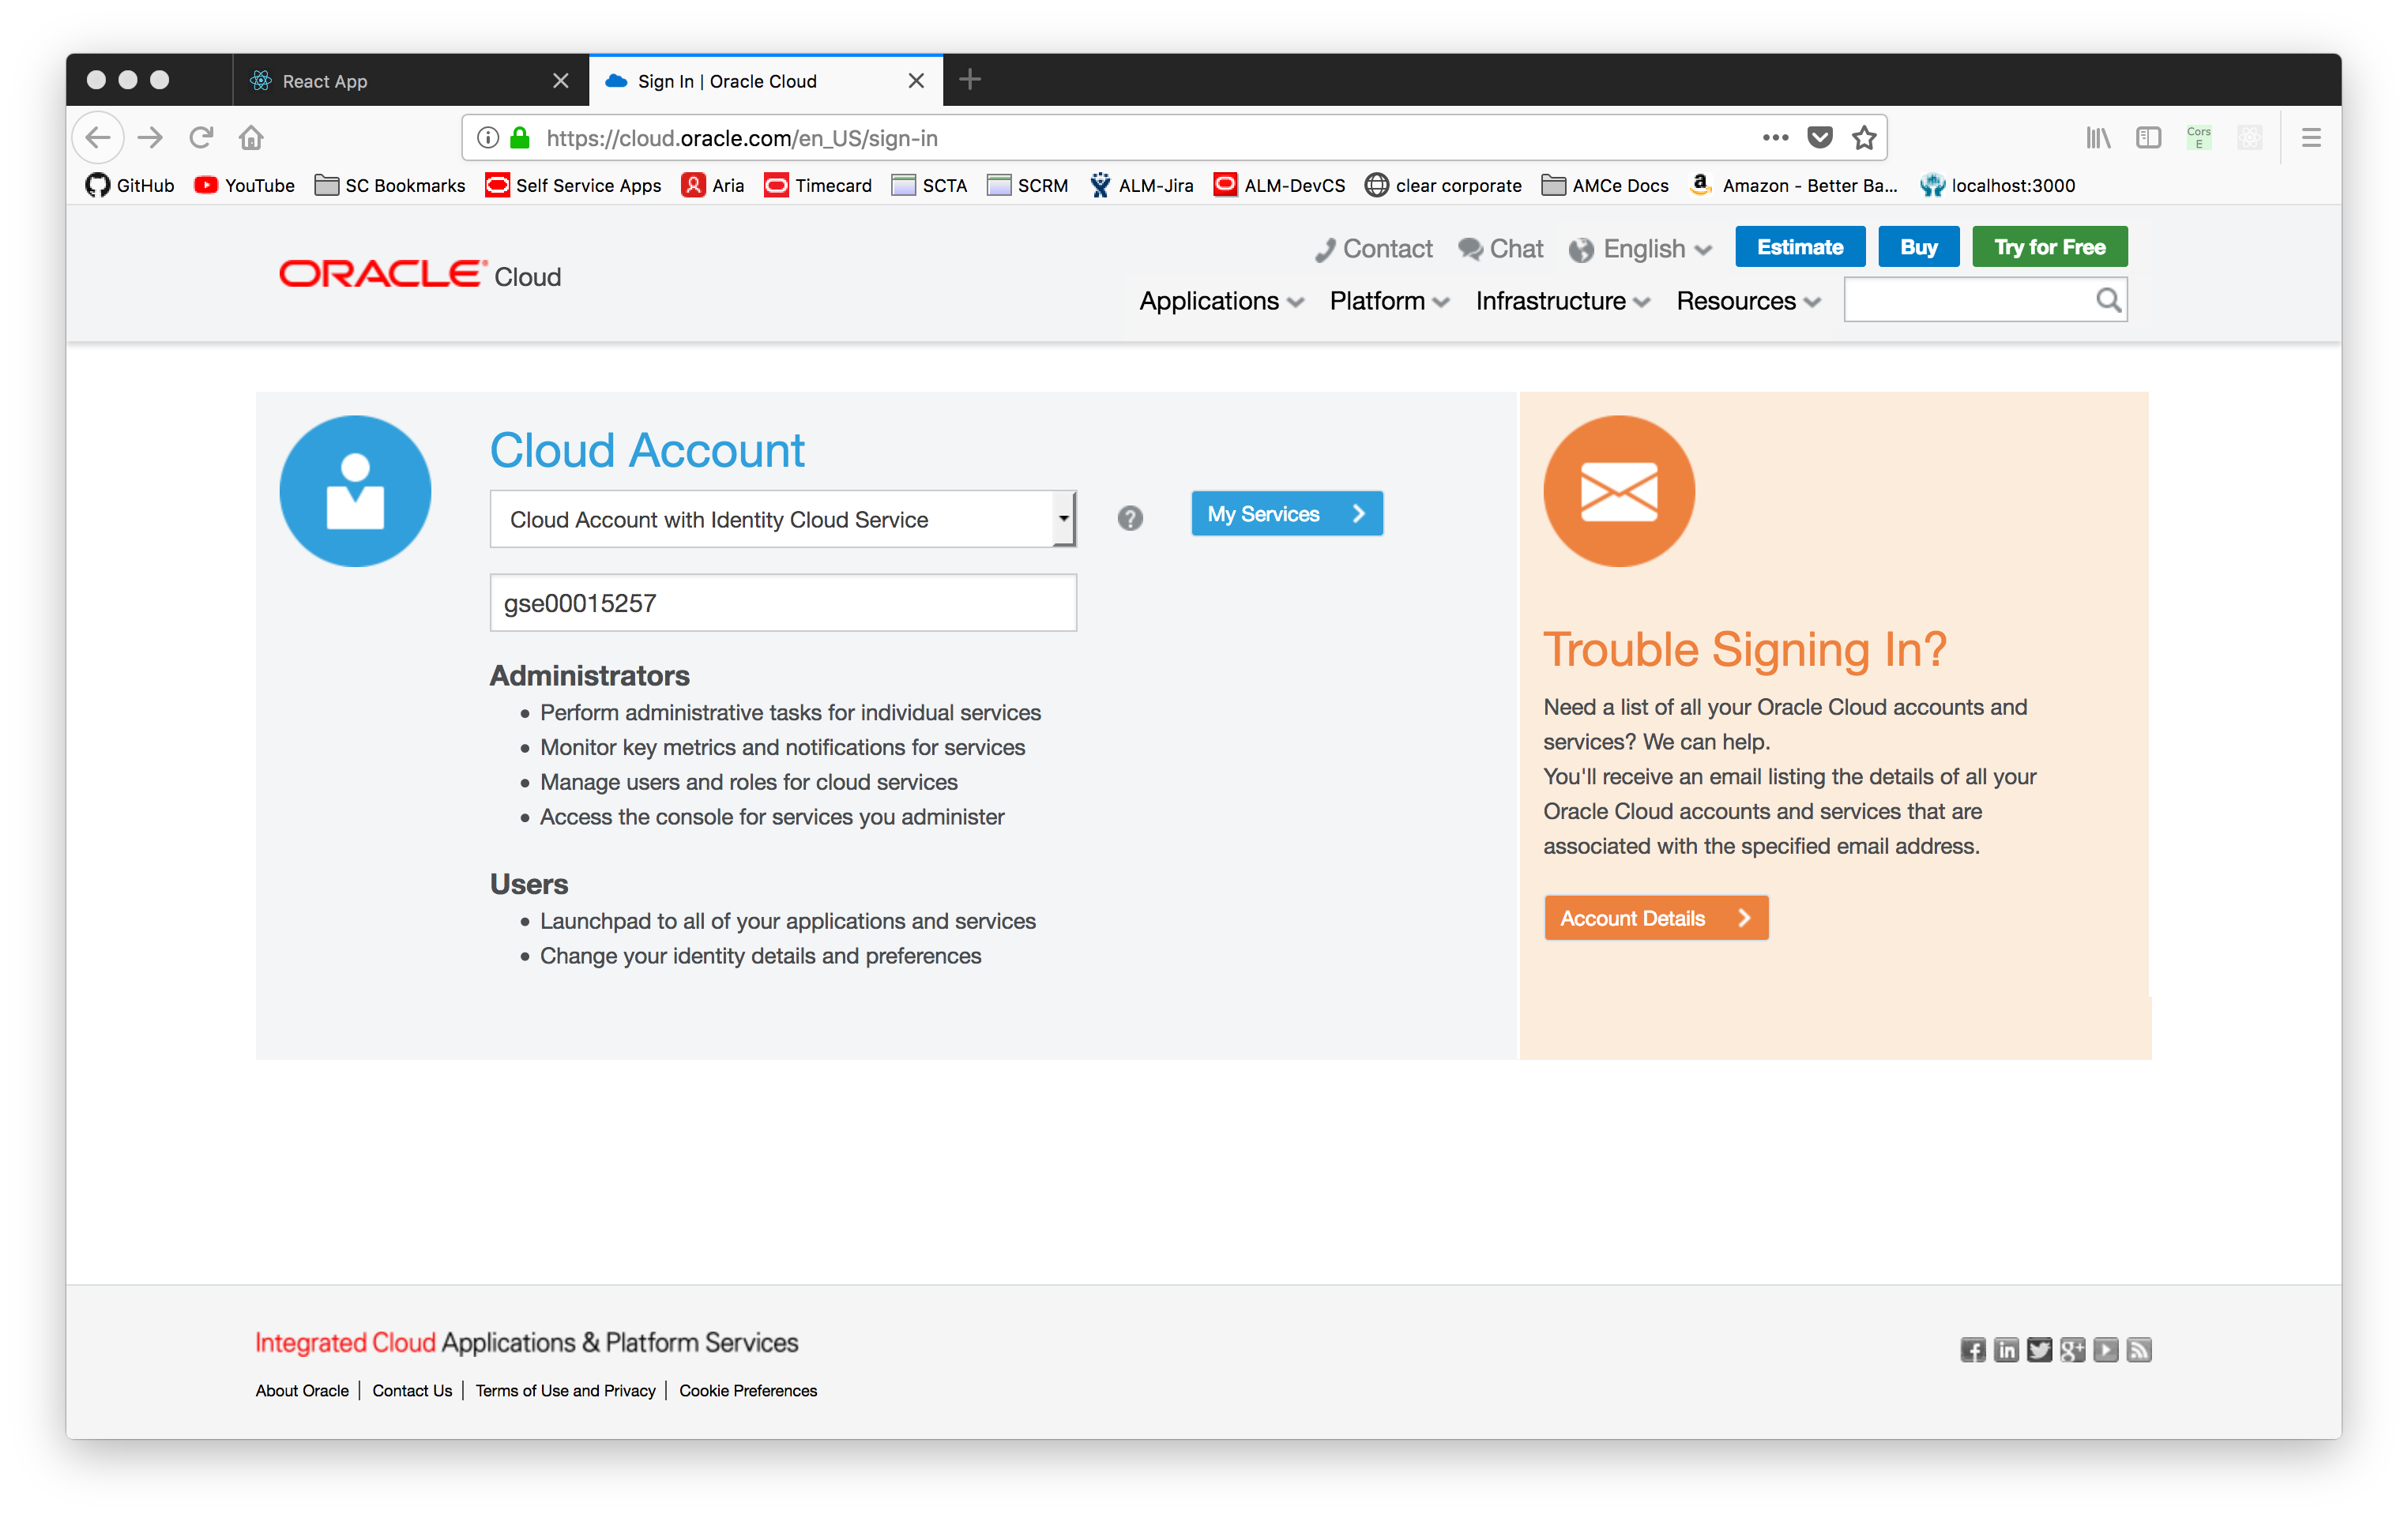 React App
Sign In | Oracle Cloud
https://cloud.oracle.com/en_US/sign-in
Cors
E
GitHub YouTube SC Bookmarks Self Service Apps Aria Timecard SCTA SCRM ALM-Jira ALM-DevCS clear corporate AMCe Docs Amazon - Better Ba... localhost:3000
ORACLE Cloud
Contact Chat English Estimate Buy Try for Free
Applications Platform Infrastructure Resources
Cloud Account
Cloud Account with Identity Cloud Service
?
My Services
gse00015257
Administrators
• Perform administrative tasks for individual services
• Monitor key metrics and notifications for services
• Manage users and roles for cloud services
• Access the console for services you administer
Users
• Launchpad to all of your applications and services
• Change your identity details and preferences
Trouble Signing In?
Need a list of all your Oracle Cloud accounts and
services? We can help.
You'll receive an email listing the details of all your
Oracle Cloud accounts and services that are
associated with the specified email address.
Account Details
Integrated Cloud Applications & Platform Services
About Oracle | Contact Us | Terms of Use and Privacy | Cookie Preferences